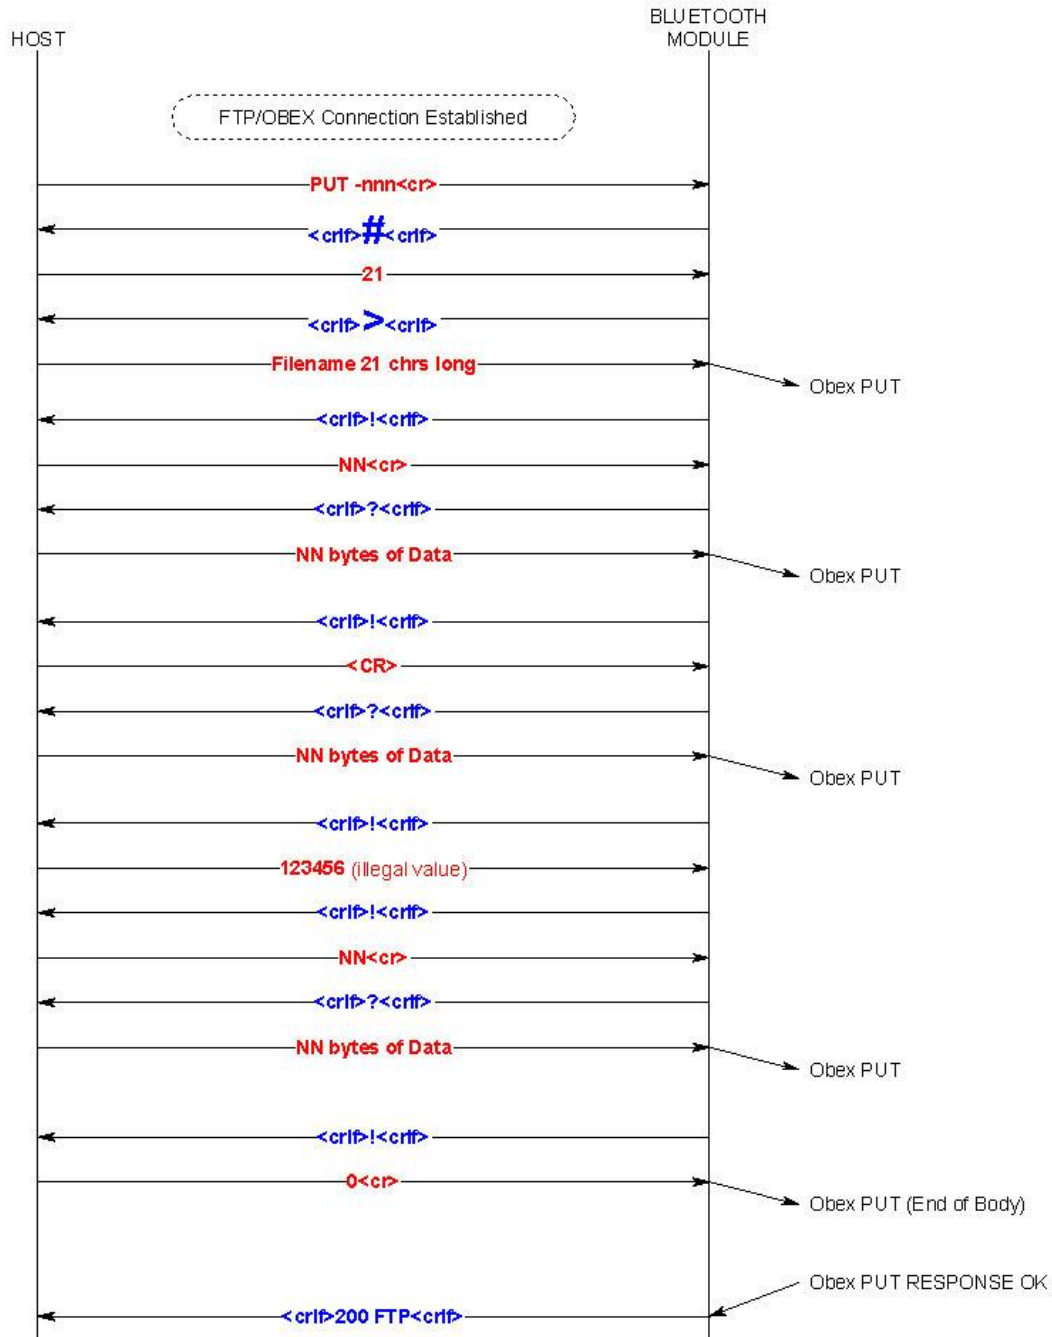 BLUETOOTH
HOST
MODULE
FTP/OBEX Connection Established
PUT -nnn<cr>
<crlf>#<crlf>
21
<crlf>><crlf>
Filename 21 chrs long
Obex PUT
<crlf>!<crlf>
NN<cr>
<crlf>?<crlf>
NN bytes of Data
Obex PUT
<crlf>!<crlf>
<CR>
<crlf>?<crlf>
NN bytes of Data
Obex PUT
<crlf>!<crlf>
123456 (illegal value)
<crlf>!<crlf>
NN<cr>
<crlf>?<crlf>
NN bytes of Data
Obex PUT
<crlf>!<crlf>
0<cr>
Obex PUT (End of Body)
Obex PUT RESPONSE OK
<crlf>200 FTP<crlf>